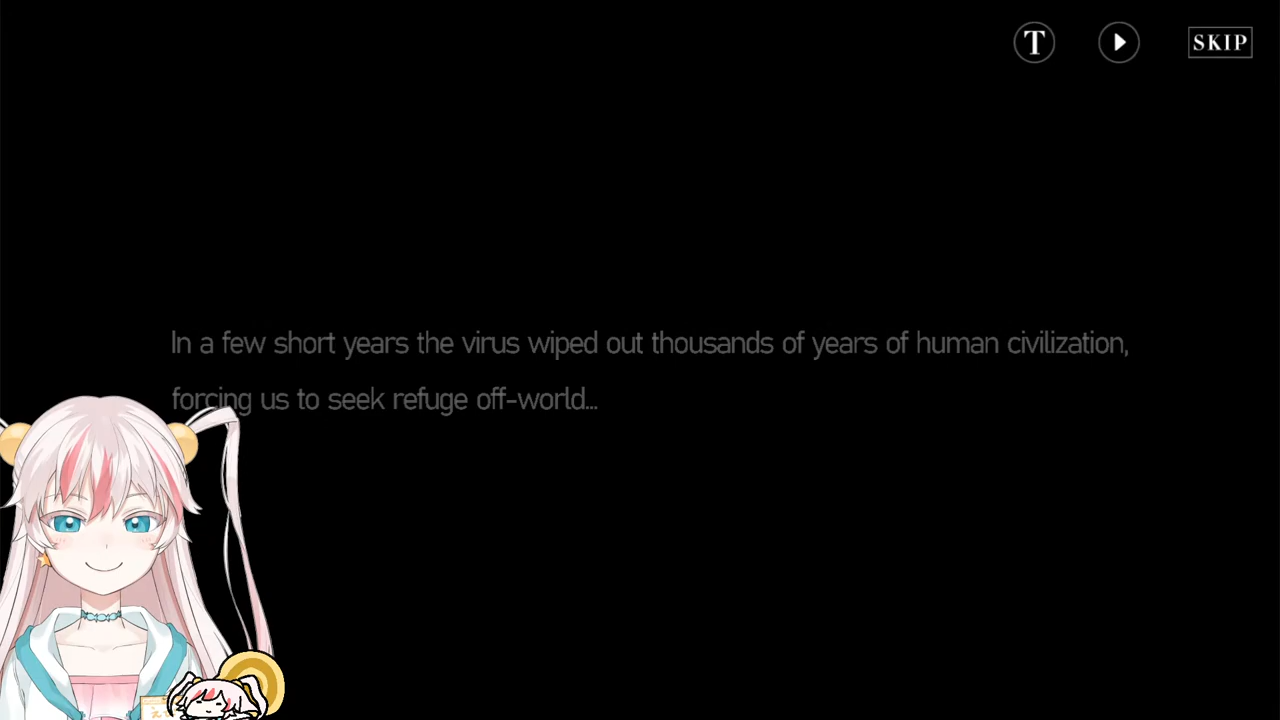 T
SKIP
In a few short years the virus wiped out thousands of years of human civilization,
forcing us to seek refuge off-world...